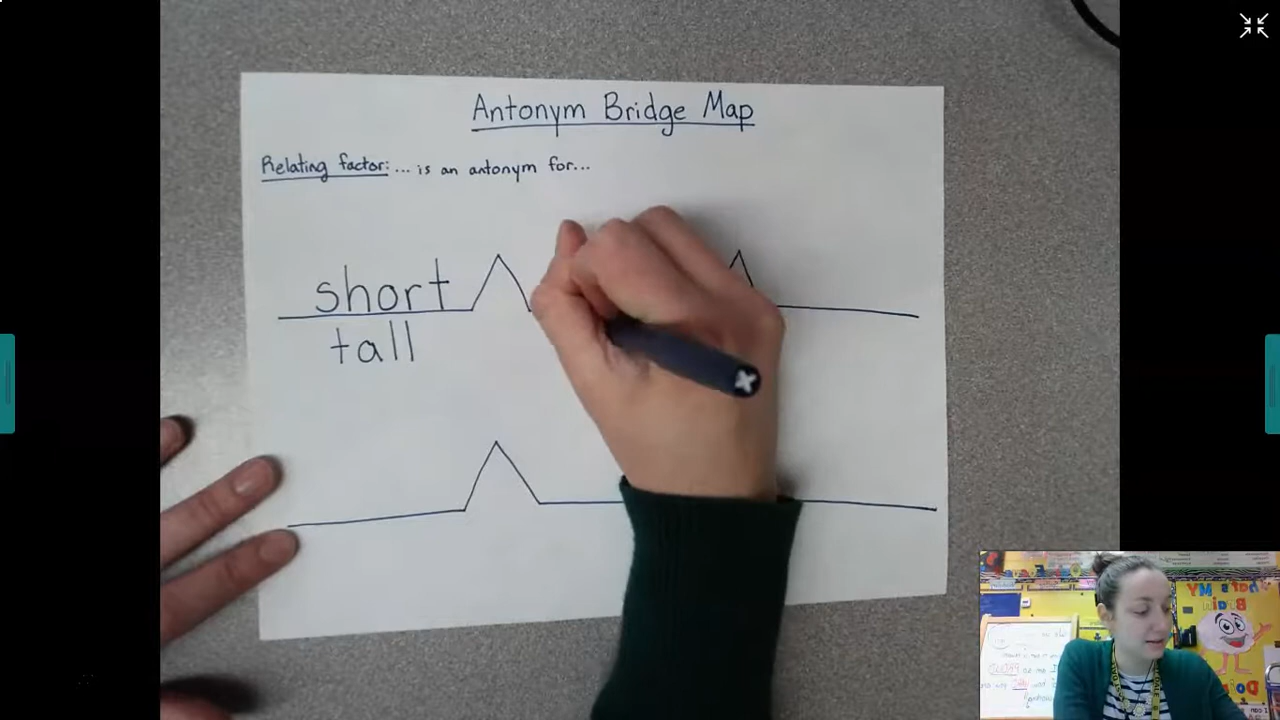 Antonym Bridge Map
Relating factor: ... is an antonym for...
short
tall